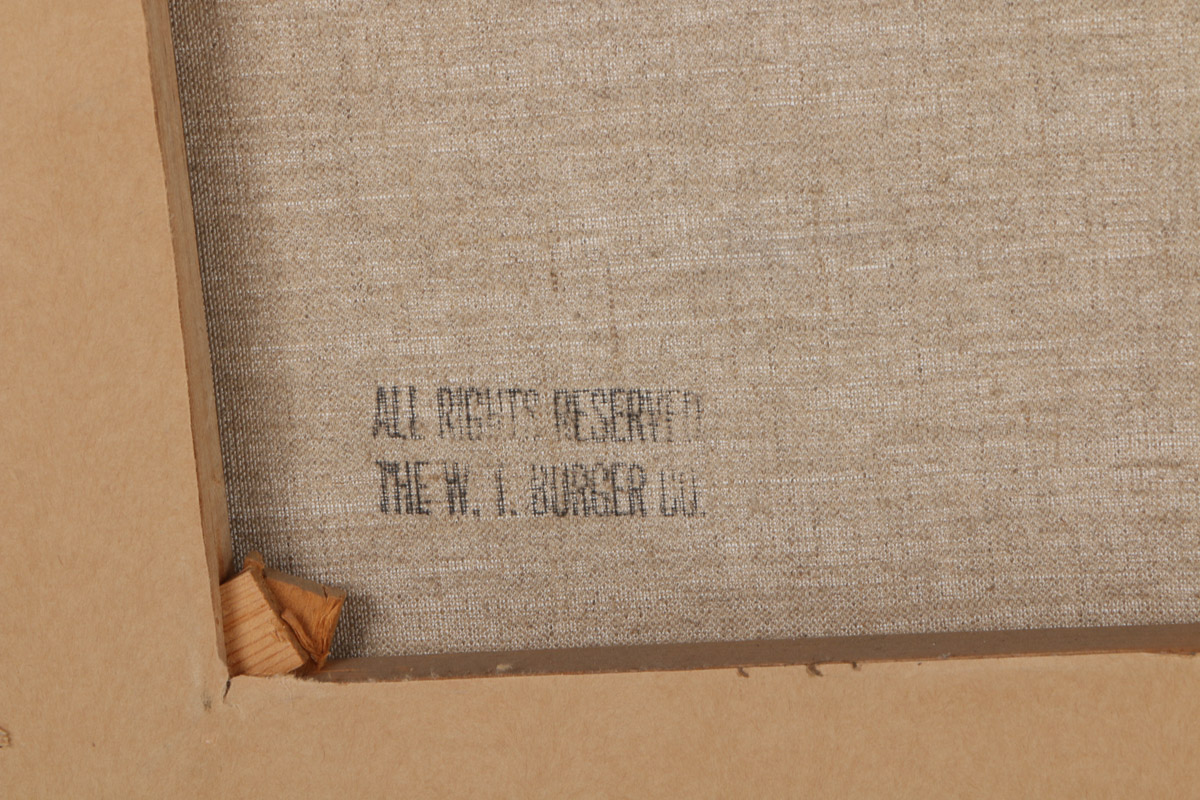 ALL RIGHTS RESERVED
THE W. T. BURGER CO.